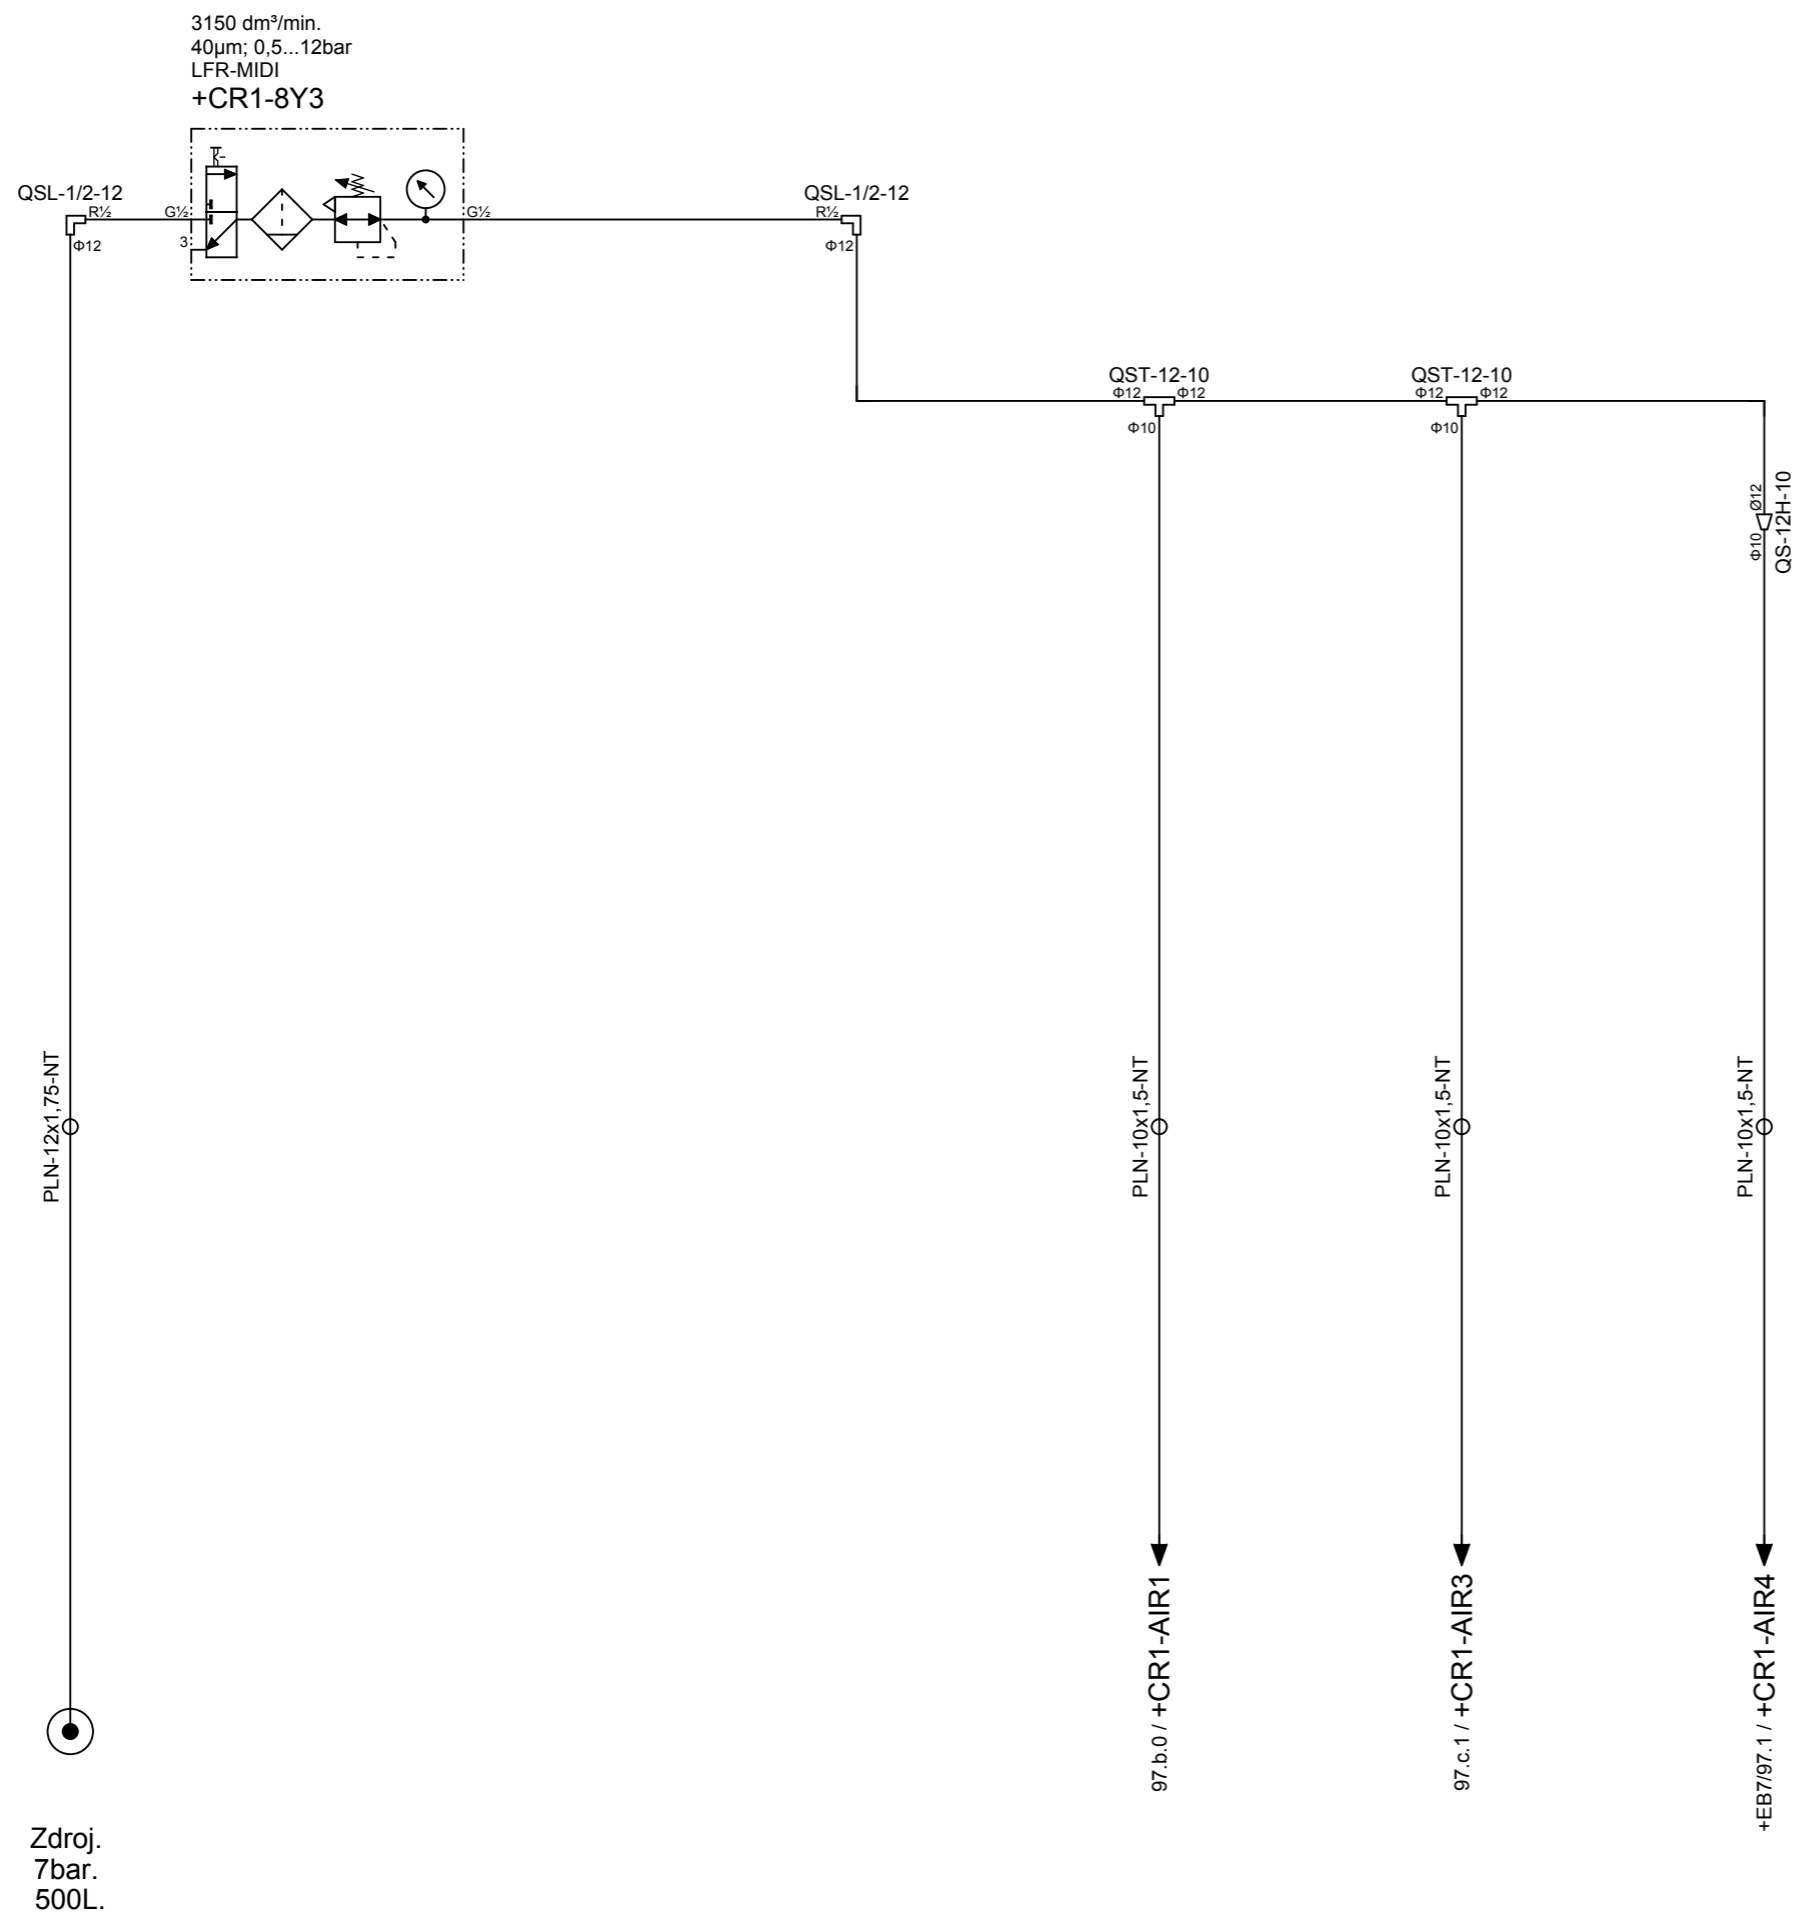 3150 dm³/min.
40µm; 0,5...12bar
LFR-MIDI
+CR1-8Y3
QSL-1/2-12
R½
Φ12
G½
3
G½
QSL-1/2-12
R½
Φ12
QST-12-10
Φ12 Φ12
Φ10
QST-12-10
Φ12 Φ12
Φ10
Ø12
Φ10
QS-12H-10
PLN-12x1,75-NT
PLN-10x1,5-NT
PLN-10x1,5-NT
PLN-10x1,5-NT
97.b.0 / +CR1-AIR1
97.c.1 / +CR1-AIR3
+EB7/97.1 / +CR1-AIR4
Zdroj.
7bar.
500L.